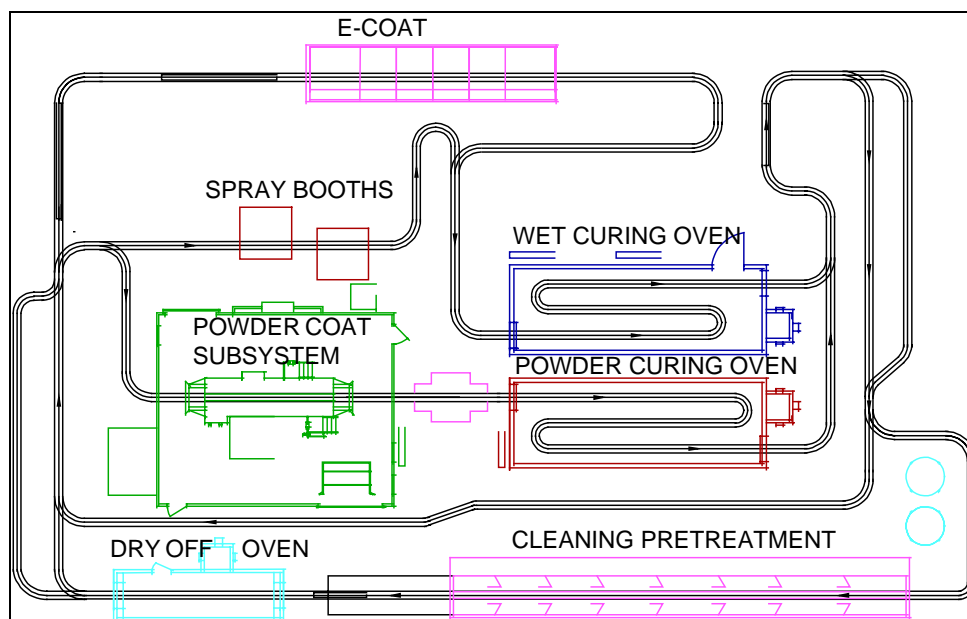 E-COAT
SPRAY BOOTHS
WET CURING OVEN
POWDER COAT
SUBSYSTEM
POWDER CURING OVEN
DRY OFF OVEN
CLEANING PRETREATMENT